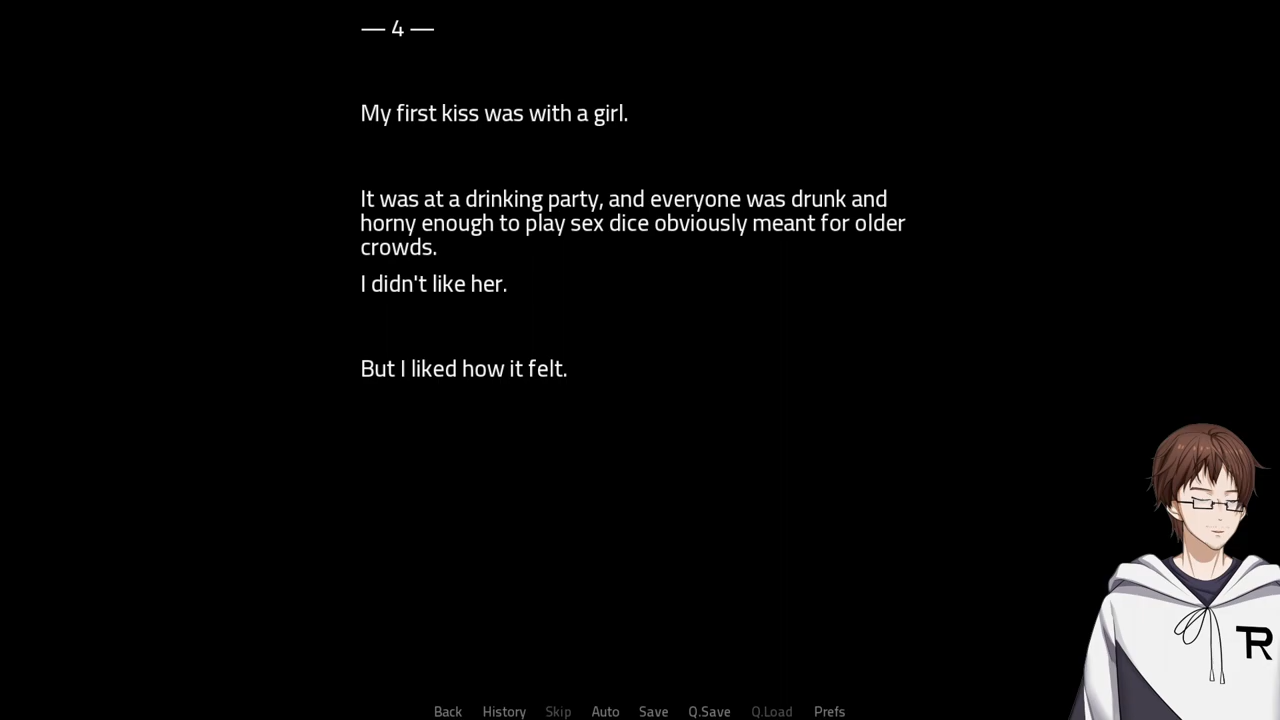 — 4 —
My first kiss was with a girl.
It was at a drinking party, and everyone was drunk and
horny enough to play sex dice obviously meant for older
crowds.
I didn't like her.
But I liked how it felt.
TR
Back History Skip Auto Save Q.Save Q.Load Prefs